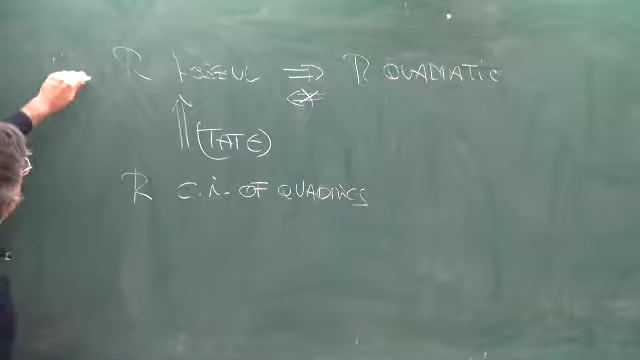 R KOSZUL ⇒ R QUADRATIC
⇍
⇑ (TATE)
R C.I. OF QUADRICS